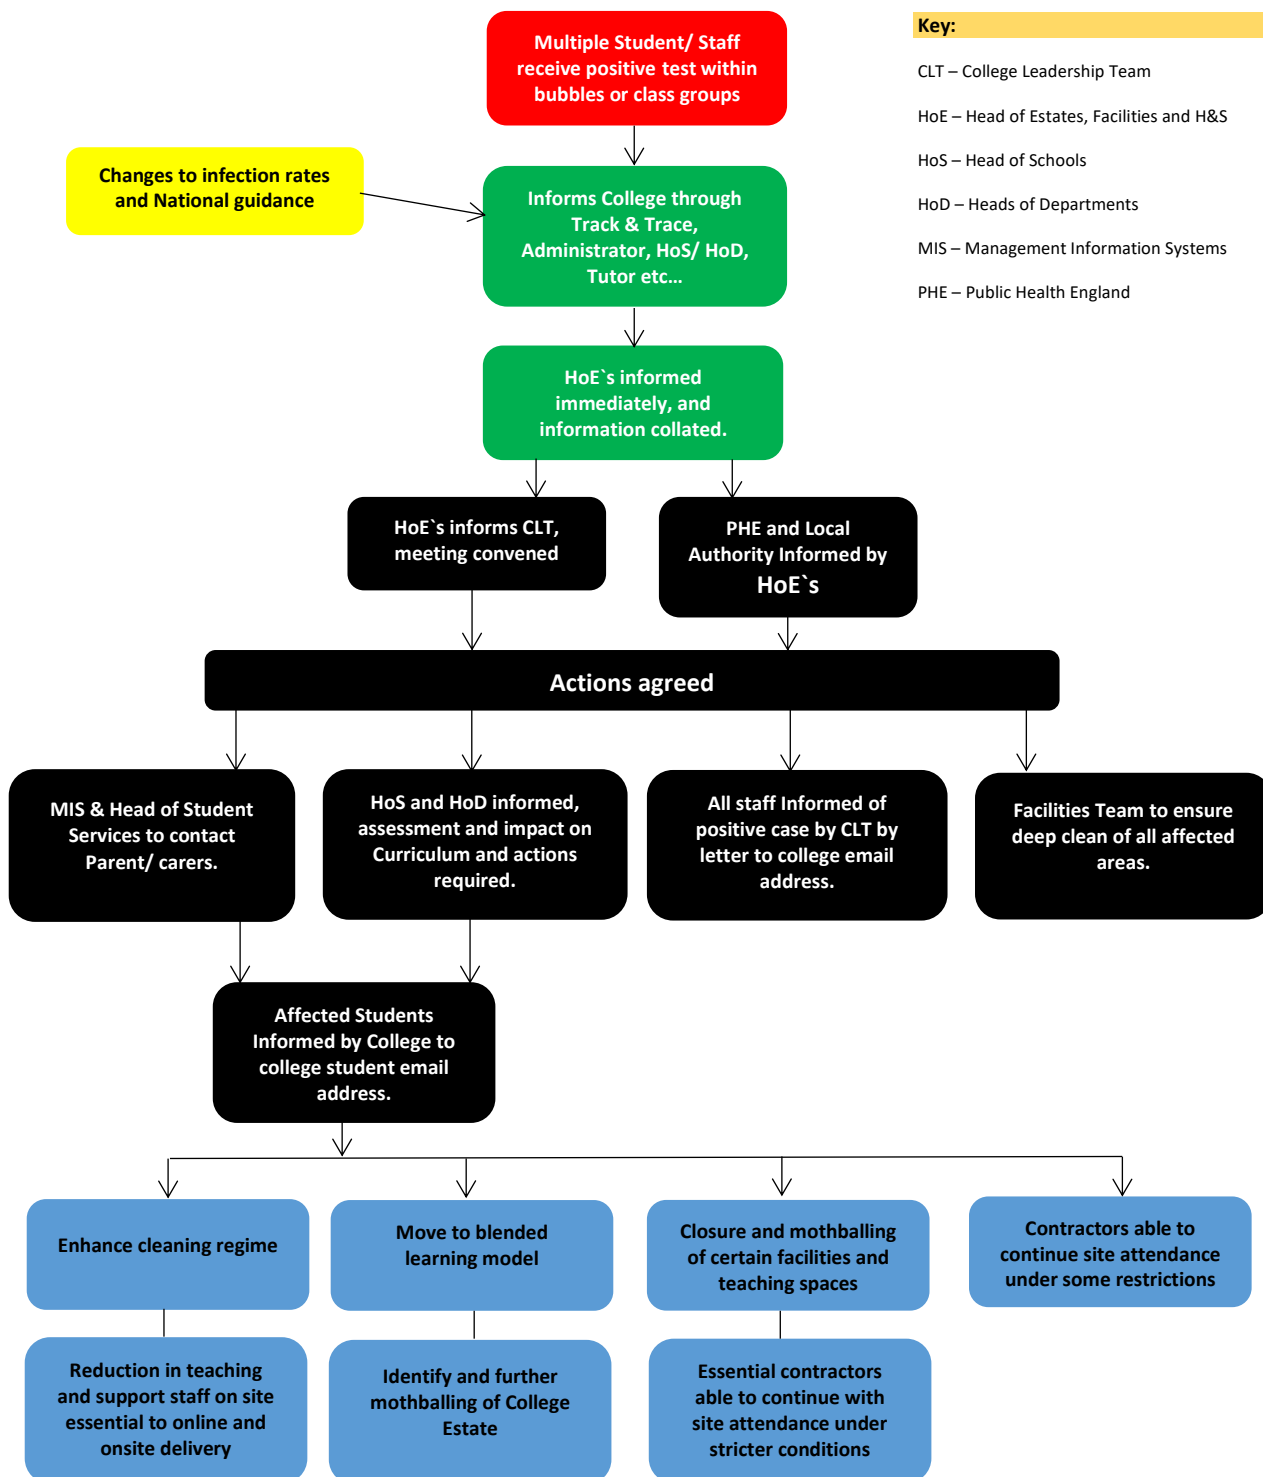 Multiple Student/ Staff
receive positive test within
bubbles or class groups
Key:
CLT – College Leadership Team
HoE – Head of Estates, Facilities and H&S
HoS – Head of Schools
HoD – Heads of Departments
MIS – Management Information Systems
PHE – Public Health England
Changes to infection rates
and National guidance
Informs College through
Track & Trace,
Administrator, HoS/ HoD,
Tutor etc…
HoE`s informed
immediately, and
information collated.
HoE`s informs CLT,
meeting convened
PHE and Local
Authority Informed by
HoE`s
Actions agreed
MIS & Head of Student
Services to contact
Parent/ carers.
HoS and HoD informed,
assessment and impact on
Curriculum and actions
required.
All staff Informed of
positive case by CLT by
letter to college email
address.
Facilities Team to ensure
deep clean of all affected
areas.
Affected Students
Informed by College to
college student email
address.
Enhance cleaning regime
Move to blended
learning model
Closure and mothballing
of certain facilities and
teaching spaces
Contractors able to
continue site attendance
under some restrictions
Reduction in teaching
and support staff on site
essential to online and
onsite delivery
Identify and further
mothballing of College
Estate
Essential contractors
able to continue with
site attendance under
stricter conditions